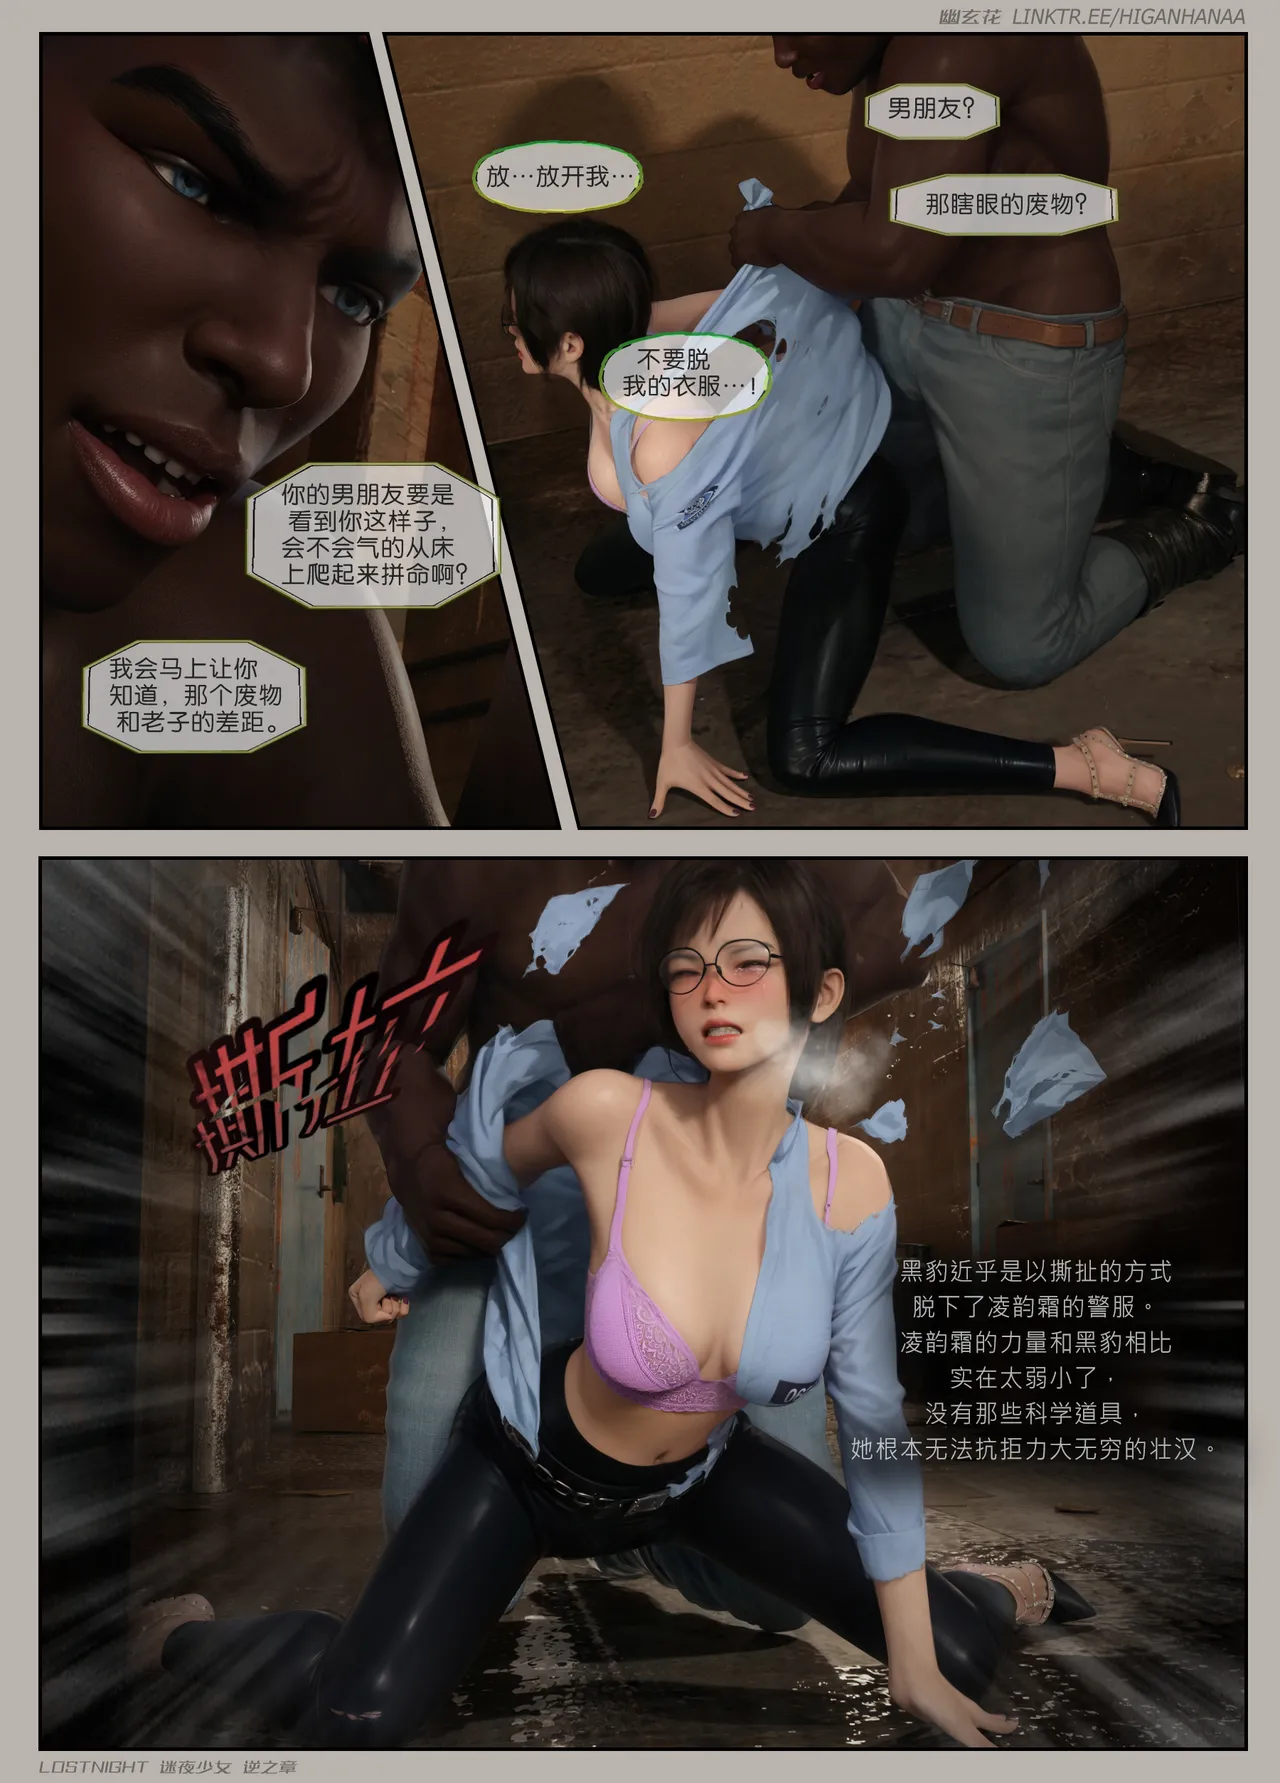 幽玄花 LINKTR.EE/HIGANHANAA
你的男朋友要是
看到你这样子，
会不会气的从床
上爬起来拼命啊？
我会马上让你
知道，那个废物
和老子的差距。
男朋友？
放…放开我…
那瞎眼的废物？
不要脱
我的衣服…！
撕拉
060
黑豹近乎是以撕扯的方式
脱下了凌韵霜的警服。
凌韵霜的力量和黑豹相比
实在太弱小了，
没有那些科学道具，
她根本无法抗拒力大无穷的壮汉。
LOSTNIGHT 迷夜少女 逆之章